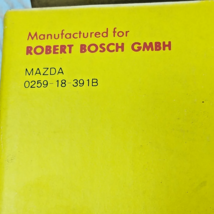 Manufactured for
ROBERT BOSCH GMBH
MAZDA
0259-18-391B